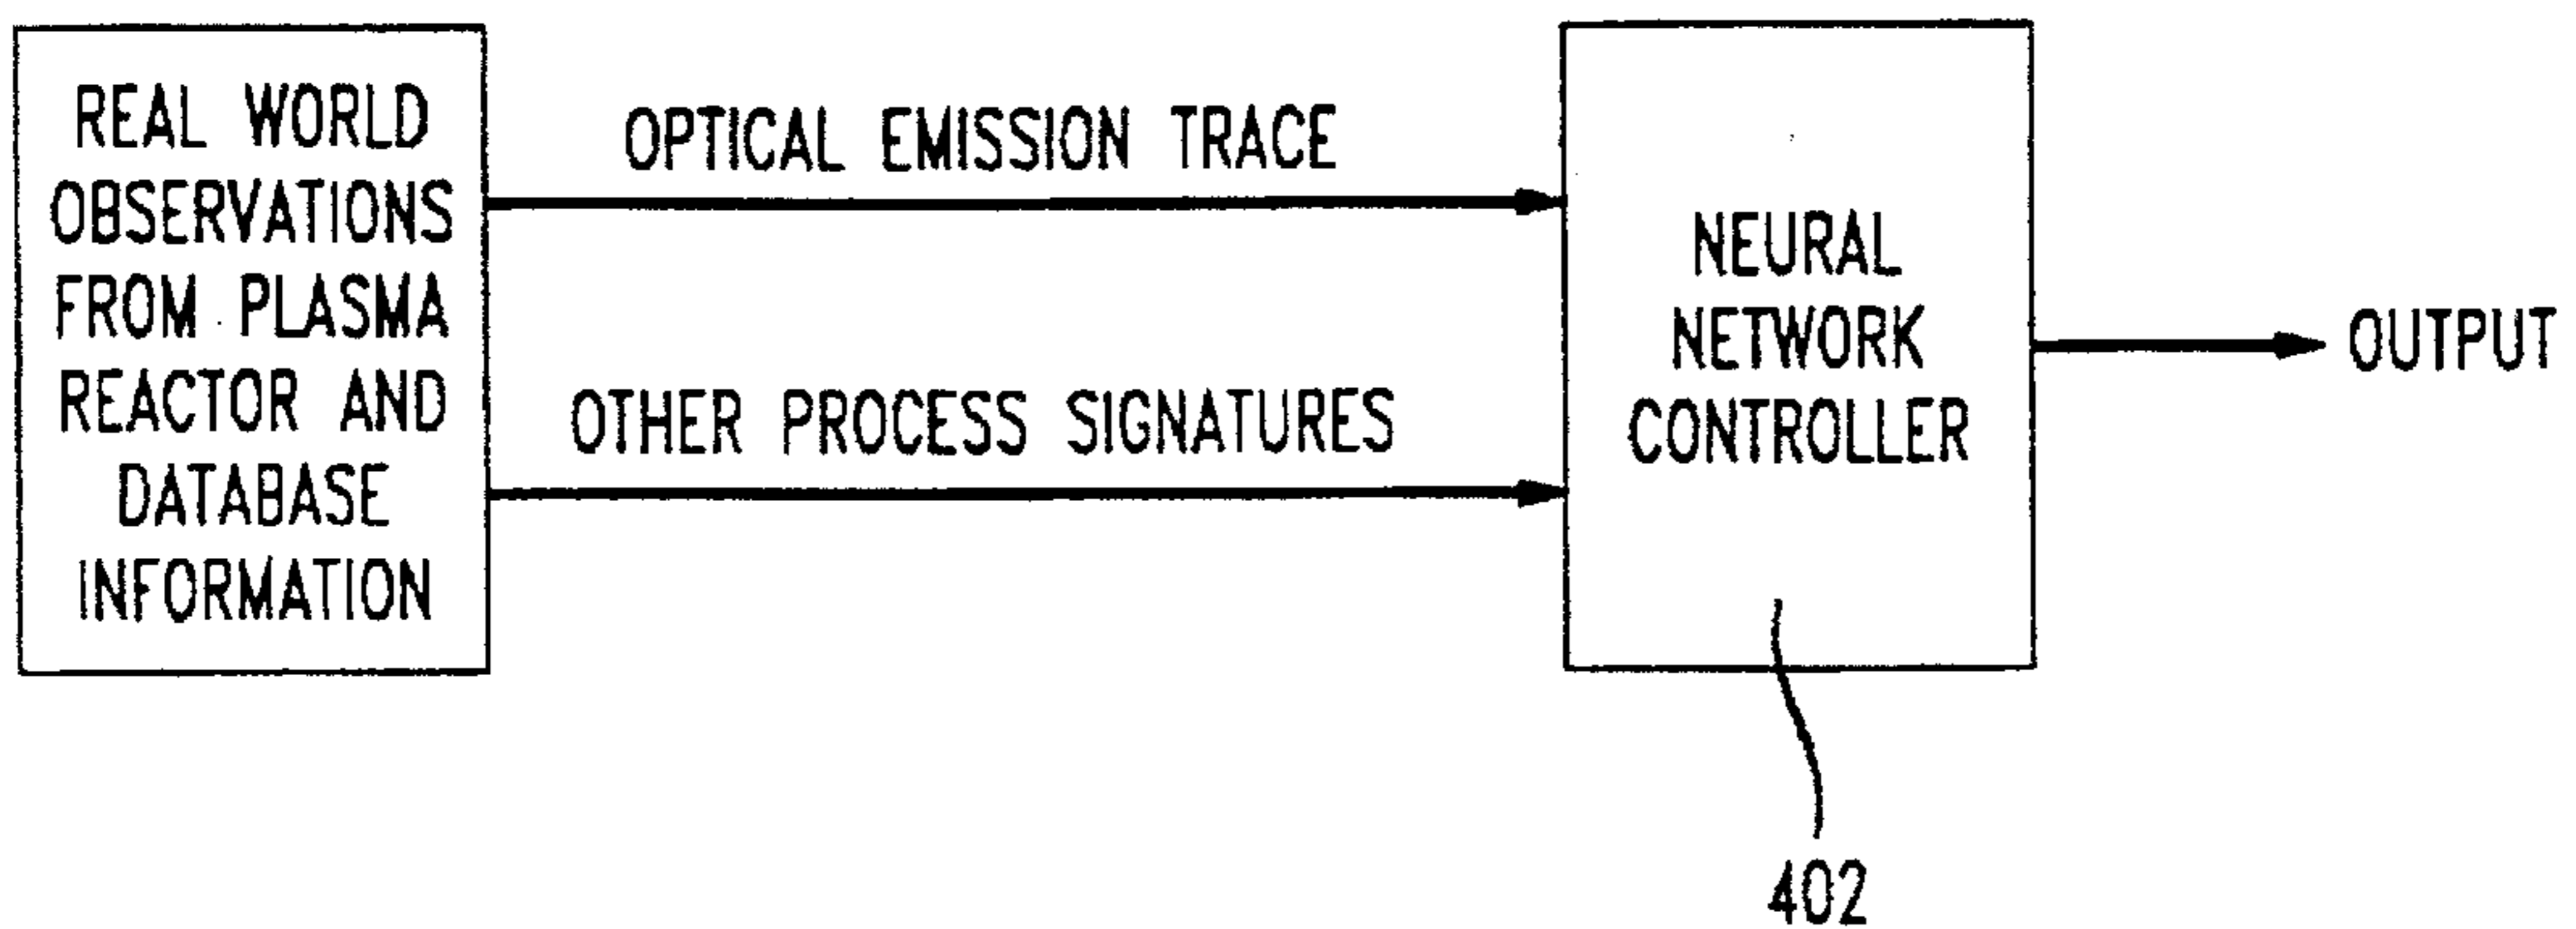 REAL WORLD
OBSERVATIONS
FROM PLASMA
REACTOR AND
DATABASE
INFORMATION
OPTICAL EMISSION TRACE
OTHER PROCESS SIGNATURES
NEURAL
NETWORK
CONTROLLER
OUTPUT
402